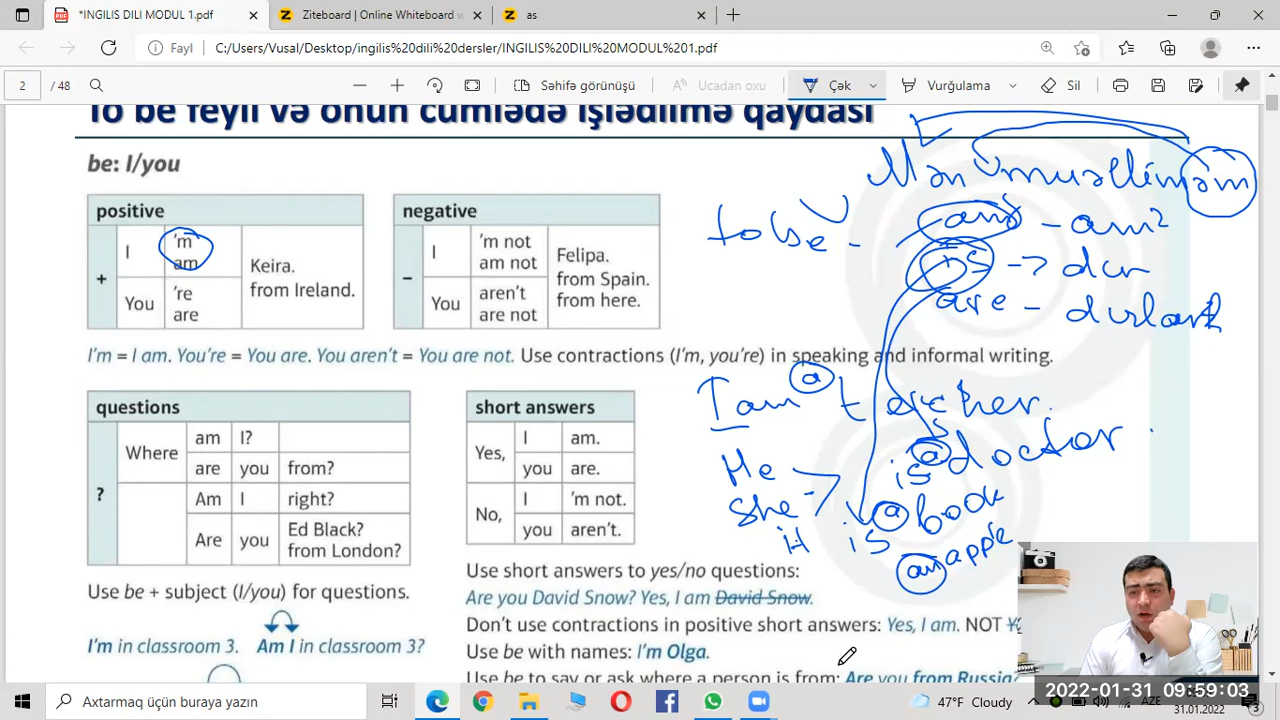 *INGILIS DILI MODUL 1.pdf
Ziteboard | Online Whiteboard
as
Fayl
C:/Users/Vusal/Desktop/ingilis%20dili%20dersler/INGILIS%20DILI%20MODUL%201.pdf
2 / 48
Səhifə görünüşü
Ucadan oxu
Çək
Vurğulama
Sil
To be feyli və onun cümlədə işlədilmə qaydası
be: I/you
Mən müəlliməm
to be - am - am²
is -> dır
are -
positive
+ I 'm am
You 're are
Keira.
from Ireland.
negative
- I 'm not am not
You aren't are not
Felipa.
from Spain.
from here.
I'm = I am. You're = You are. You aren't = You are not. Use contractions (I'm, you're) in speaking and informal writing.
I am a teacher.
He is a doctor.
She
it is a book
an apple
questions
? Where am I?
are you from?
Am I right?
Are you Ed Black?
from London?
short answers
Yes, I am.
you are.
No, I 'm not.
you aren't.
Use be + subject (I/you) for questions.
I'm in classroom 3. Am I in classroom 3?
Use short answers to yes/no questions:
Are you David Snow? Yes, I am David Snow.
Don't use contractions in positive short answers: Yes, I am. NOT
Use be with names: I'm Olga.
Use be to say or ask where a person is from: Are you from Russia?
2022-01-31 09:59:03
Axtarmaq üçün buraya yazın
47°F Cloudy
AZE
31.01.2022
3